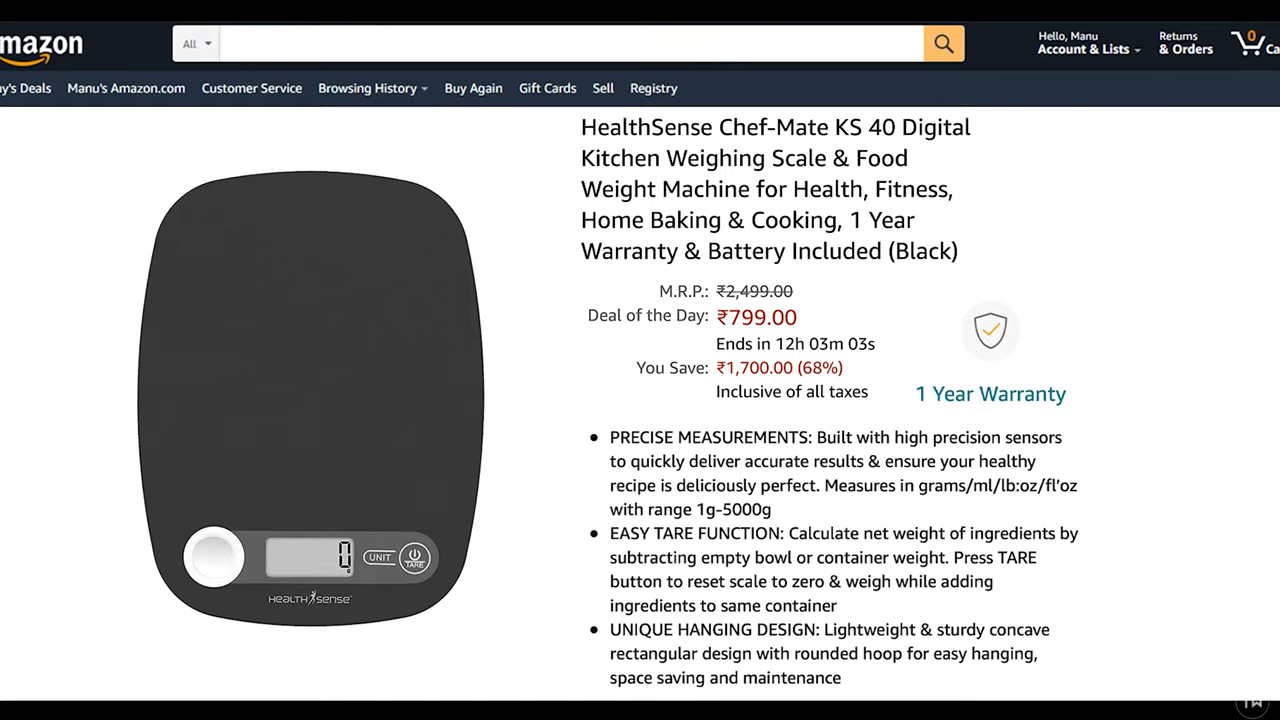 mazon
All
Hello, Manu
Account & Lists
Returns
& Orders
0
Ca
y's Deals
Manu's Amazon.com
Customer Service
Browsing History
Buy Again
Gift Cards
Sell
Registry
HealthSense Chef-Mate KS 40 Digital
Kitchen Weighing Scale & Food
Weight Machine for Health, Fitness,
Home Baking & Cooking, 1 Year
Warranty & Battery Included (Black)
M.R.P.: ₹2,499.00
Deal of the Day: ₹799.00
Ends in 12h 03m 03s
You Save: ₹1,700.00 (68%)
Inclusive of all taxes
1 Year Warranty
• PRECISE MEASUREMENTS: Built with high precision sensors
to quickly deliver accurate results & ensure your healthy
recipe is deliciously perfect. Measures in grams/ml/lb:oz/fl'oz
with range 1g-5000g
• EASY TARE FUNCTION: Calculate net weight of ingredients by
subtracting empty bowl or container weight. Press TARE
button to reset scale to zero & weigh while adding
ingredients to same container
• UNIQUE HANGING DESIGN: Lightweight & sturdy concave
rectangular design with rounded hoop for easy hanging,
space saving and maintenance
0
UNIT
TARE
HEALTH SENSE